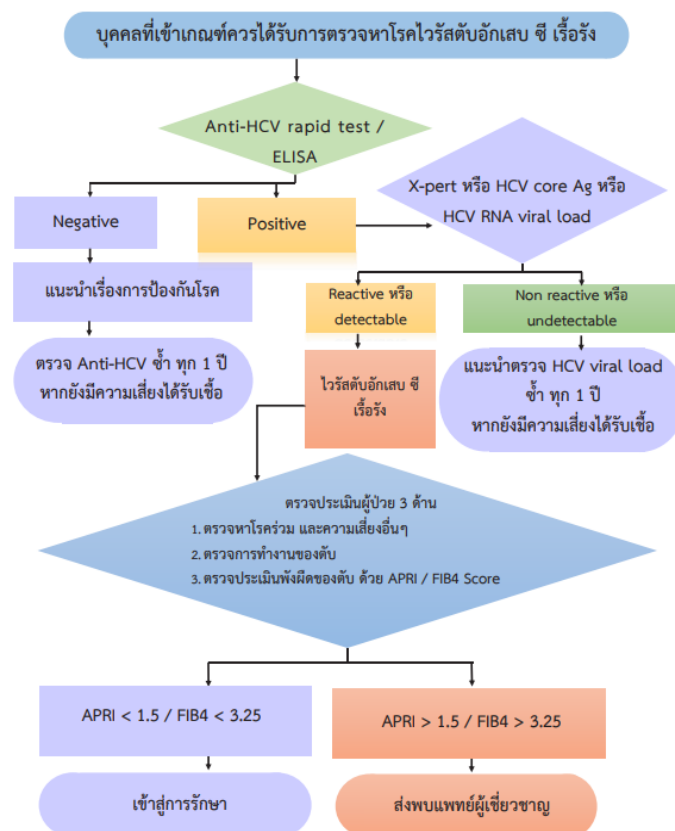 บุคคลที่เข้าเกณฑ์ควรได้รับการตรวจหาโรคไวรัสตับอักเสบ ซี เรื้อรัง
Anti-HCV rapid test /
ELISA
X-pert หรือ HCV core Ag หรือ
HCV RNA viral load
Negative
Positive
แนะนำเรื่องการป้องกันโรค
Reactive หรือ
detectable
Non reactive หรือ
undetectable
ตรวจ Anti-HCV ซ้ำ ทุก 1 ปี
หากยังมีความเสี่ยงได้รับเชื้อ
ไวรัสตับอักเสบ ซี
เรื้อรัง
แนะนำตรวจ HCV viral load
ซ้ำ ทุก 1 ปี
หากยังมีความเสี่ยงได้รับเชื้อ
ตรวจประเมินผู้ป่วย 3 ด้าน
1. ตรวจหาโรคร่วม และความเสี่ยงอื่นๆ
2. ตรวจการทำงานของตับ
3. ตรวจประเมินพังผืดของตับ ด้วย APRI / FIB4 Score
APRI < 1.5 / FIB4 < 3.25
APRI > 1.5 / FIB4 > 3.25
เข้าสู่การรักษา
ส่งพบแพทย์ผู้เชี่ยวชาญ